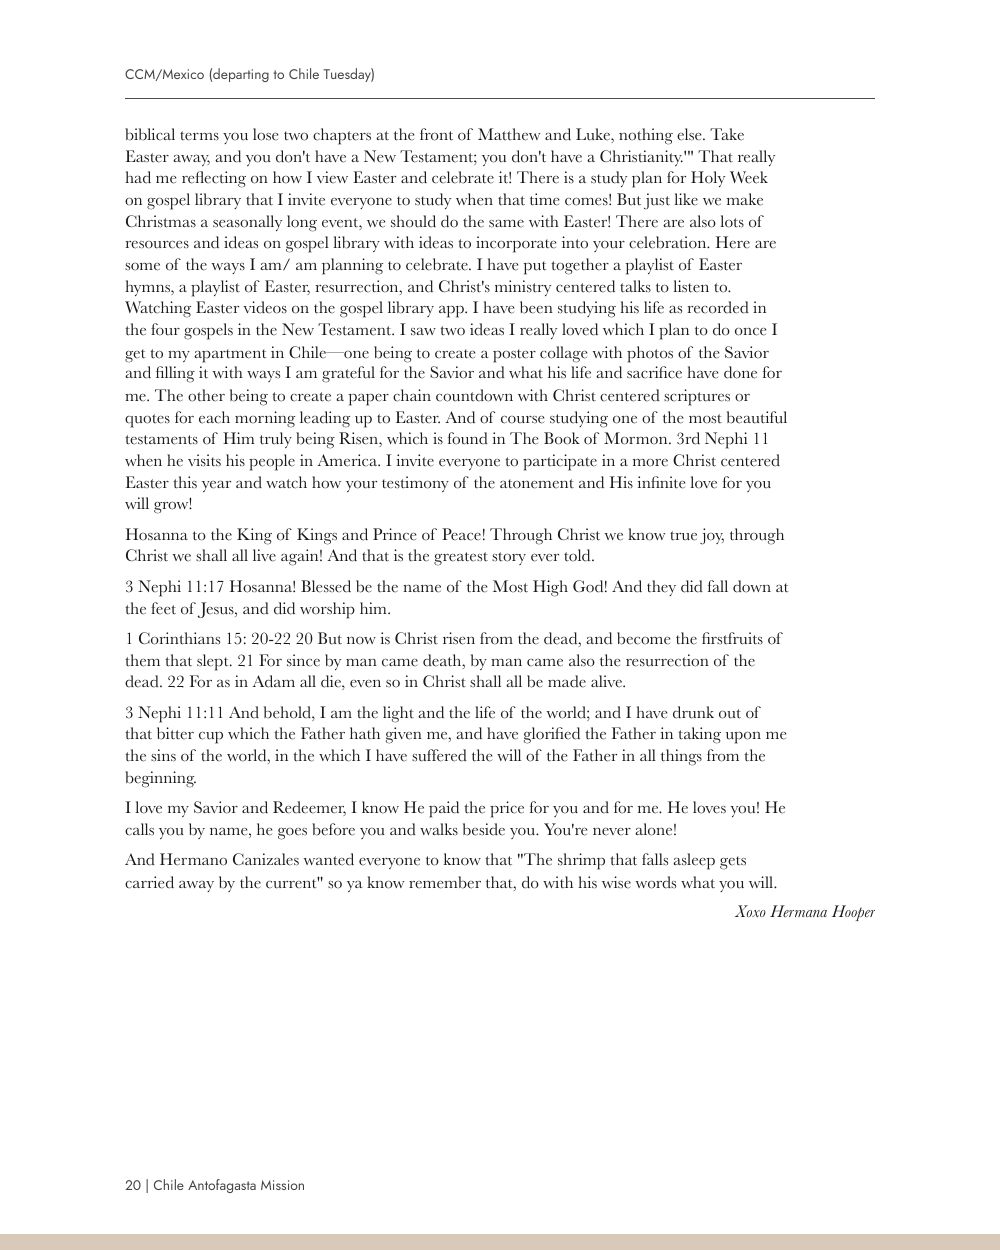 CCM/Mexico (departing to Chile Tuesday)
biblical terms you lose two chapters at the front of Matthew and Luke, nothing else. Take
Easter away, and you don't have a New Testament; you don't have a Christianity.'" That really
had me reflecting on how I view Easter and celebrate it! There is a study plan for Holy Week
on gospel library that I invite everyone to study when that time comes! But just like we make
Christmas a seasonally long event, we should do the same with Easter! There are also lots of
resources and ideas on gospel library with ideas to incorporate into your celebration. Here are
some of the ways I am/ am planning to celebrate. I have put together a playlist of Easter
hymns, a playlist of Easter, resurrection, and Christ's ministry centered talks to listen to.
Watching Easter videos on the gospel library app. I have been studying his life as recorded in
the four gospels in the New Testament. I saw two ideas I really loved which I plan to do once I
get to my apartment in Chile—one being to create a poster collage with photos of the Savior
and filling it with ways I am grateful for the Savior and what his life and sacrifice have done for
me. The other being to create a paper chain countdown with Christ centered scriptures or
quotes for each morning leading up to Easter. And of course studying one of the most beautiful
testaments of Him truly being Risen, which is found in The Book of Mormon. 3rd Nephi 11
when he visits his people in America. I invite everyone to participate in a more Christ centered
Easter this year and watch how your testimony of the atonement and His infinite love for you
will grow!
Hosanna to the King of Kings and Prince of Peace! Through Christ we know true joy, through
Christ we shall all live again! And that is the greatest story ever told.
3 Nephi 11:17 Hosanna! Blessed be the name of the Most High God! And they did fall down at
the feet of Jesus, and did worship him.
1 Corinthians 15: 20-22 20 But now is Christ risen from the dead, and become the firstfruits of
them that slept. 21 For since by man came death, by man came also the resurrection of the
dead. 22 For as in Adam all die, even so in Christ shall all be made alive.
3 Nephi 11:11 And behold, I am the light and the life of the world; and I have drunk out of
that bitter cup which the Father hath given me, and have glorified the Father in taking upon me
the sins of the world, in the which I have suffered the will of the Father in all things from the
beginning.
I love my Savior and Redeemer, I know He paid the price for you and for me. He loves you! He
calls you by name, he goes before you and walks beside you. You're never alone!
And Hermano Canizales wanted everyone to know that "The shrimp that falls asleep gets
carried away by the current" so ya know remember that, do with his wise words what you will.
Xoxo Hermana Hooper
20 | Chile Antofagasta Mission